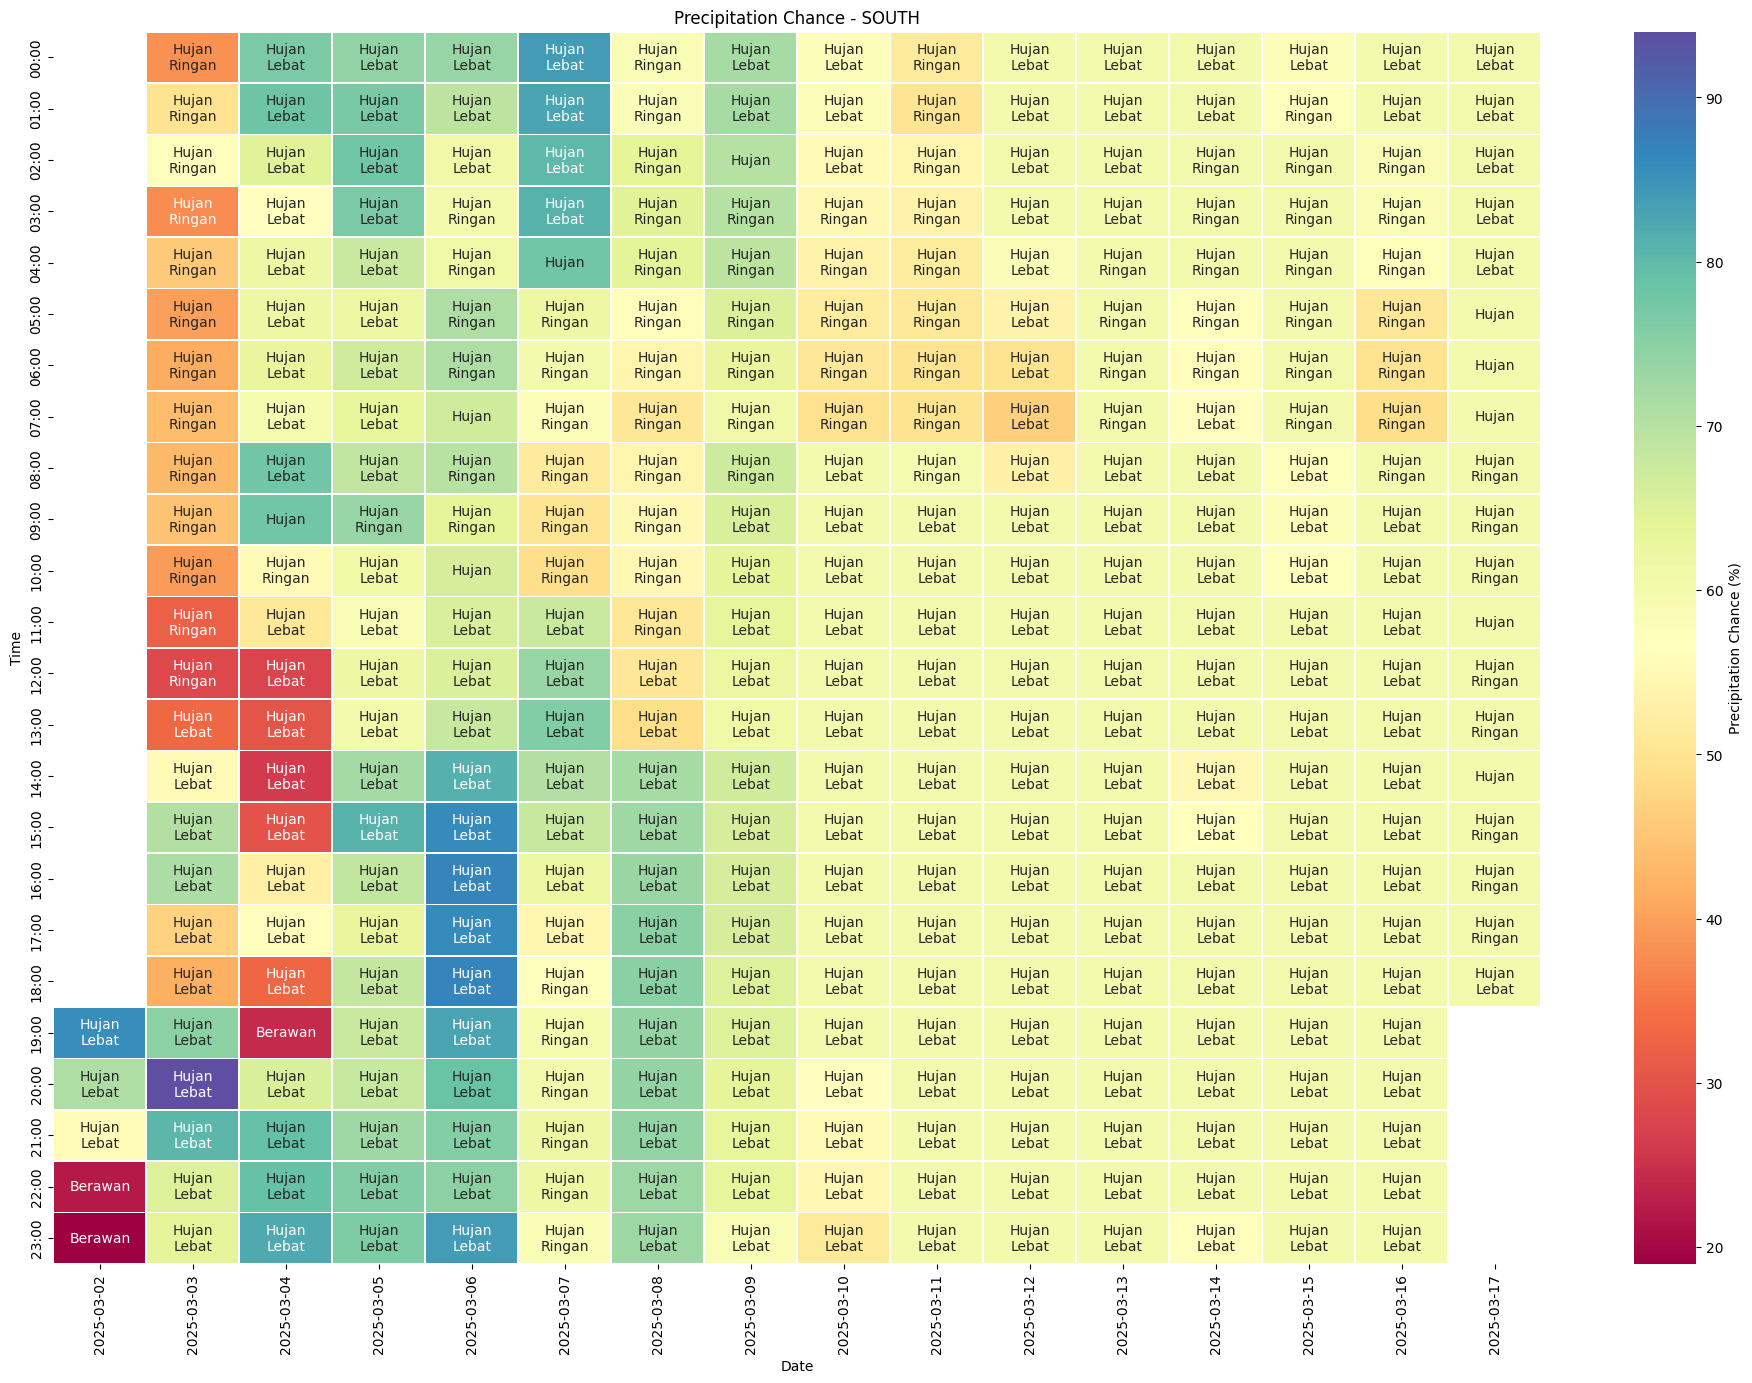 Precipitation Chance - SOUTH
00:00 Hujan Ringan Hujan Lebat Hujan Lebat Hujan Lebat Hujan Lebat Hujan Ringan Hujan Lebat Hujan Lebat Hujan Ringan Hujan Lebat Hujan Lebat Hujan Lebat Hujan Lebat Hujan Lebat Hujan Lebat
01:00 Hujan Ringan Hujan Lebat Hujan Lebat Hujan Lebat Hujan Lebat Hujan Ringan Hujan Lebat Hujan Lebat Hujan Ringan Hujan Lebat Hujan Lebat Hujan Lebat Hujan Ringan Hujan Lebat Hujan Lebat
02:00 Hujan Ringan Hujan Lebat Hujan Lebat Hujan Lebat Hujan Lebat Hujan Ringan Hujan Hujan Lebat Hujan Ringan Hujan Lebat Hujan Lebat Hujan Ringan Hujan Ringan Hujan Ringan Hujan Lebat
03:00 Hujan Ringan Hujan Lebat Hujan Lebat Hujan Ringan Hujan Lebat Hujan Ringan Hujan Ringan Hujan Ringan Hujan Ringan Hujan Lebat Hujan Lebat Hujan Ringan Hujan Ringan Hujan Ringan Hujan Lebat
04:00 Hujan Ringan Hujan Lebat Hujan Lebat Hujan Ringan Hujan Hujan Ringan Hujan Ringan Hujan Ringan Hujan Ringan Hujan Lebat Hujan Ringan Hujan Ringan Hujan Ringan Hujan Ringan Hujan Lebat
05:00 Hujan Ringan Hujan Lebat Hujan Lebat Hujan Ringan Hujan Ringan Hujan Ringan Hujan Ringan Hujan Ringan Hujan Ringan Hujan Lebat Hujan Ringan Hujan Ringan Hujan Ringan Hujan Ringan Hujan
06:00 Hujan Ringan Hujan Lebat Hujan Lebat Hujan Ringan Hujan Ringan Hujan Ringan Hujan Ringan Hujan Ringan Hujan Ringan Hujan Lebat Hujan Ringan Hujan Ringan Hujan Ringan Hujan Ringan Hujan
07:00 Hujan Ringan Hujan Lebat Hujan Lebat Hujan Hujan Ringan Hujan Ringan Hujan Ringan Hujan Ringan Hujan Ringan Hujan Lebat Hujan Ringan Hujan Lebat Hujan Ringan Hujan Ringan Hujan
08:00 Hujan Ringan Hujan Lebat Hujan Lebat Hujan Ringan Hujan Ringan Hujan Ringan Hujan Ringan Hujan Lebat Hujan Ringan Hujan Lebat Hujan Lebat Hujan Lebat Hujan Lebat Hujan Ringan Hujan Ringan
09:00 Hujan Ringan Hujan Hujan Ringan Hujan Ringan Hujan Ringan Hujan Ringan Hujan Lebat Hujan Lebat Hujan Lebat Hujan Lebat Hujan Lebat Hujan Lebat Hujan Lebat Hujan Lebat Hujan Ringan
10:00 Hujan Ringan Hujan Ringan Hujan Lebat Hujan Hujan Ringan Hujan Ringan Hujan Lebat Hujan Lebat Hujan Lebat Hujan Lebat Hujan Lebat Hujan Lebat Hujan Lebat Hujan Lebat Hujan Ringan
11:00 Hujan Ringan Hujan Lebat Hujan Lebat Hujan Lebat Hujan Lebat Hujan Ringan Hujan Lebat Hujan Lebat Hujan Lebat Hujan Lebat Hujan Lebat Hujan Lebat Hujan Lebat Hujan Lebat Hujan
12:00 Hujan Ringan Hujan Lebat Hujan Lebat Hujan Lebat Hujan Lebat Hujan Lebat Hujan Lebat Hujan Lebat Hujan Lebat Hujan Lebat Hujan Lebat Hujan Lebat Hujan Lebat Hujan Lebat Hujan Ringan
13:00 Hujan Lebat Hujan Lebat Hujan Lebat Hujan Lebat Hujan Lebat Hujan Lebat Hujan Lebat Hujan Lebat Hujan Lebat Hujan Lebat Hujan Lebat Hujan Lebat Hujan Lebat Hujan Lebat Hujan Ringan
14:00 Hujan Lebat Hujan Lebat Hujan Lebat Hujan Lebat Hujan Lebat Hujan Lebat Hujan Lebat Hujan Lebat Hujan Lebat Hujan Lebat Hujan Lebat Hujan Lebat Hujan Lebat Hujan Lebat Hujan
15:00 Hujan Lebat Hujan Lebat Hujan Lebat Hujan Lebat Hujan Lebat Hujan Lebat Hujan Lebat Hujan Lebat Hujan Lebat Hujan Lebat Hujan Lebat Hujan Lebat Hujan Lebat Hujan Lebat Hujan Ringan
16:00 Hujan Lebat Hujan Lebat Hujan Lebat Hujan Lebat Hujan Lebat Hujan Lebat Hujan Lebat Hujan Lebat Hujan Lebat Hujan Lebat Hujan Lebat Hujan Lebat Hujan Lebat Hujan Lebat Hujan Ringan
17:00 Hujan Lebat Hujan Lebat Hujan Lebat Hujan Lebat Hujan Lebat Hujan Lebat Hujan Lebat Hujan Lebat Hujan Lebat Hujan Lebat Hujan Lebat Hujan Lebat Hujan Lebat Hujan Lebat Hujan Ringan
18:00 Hujan Lebat Hujan Lebat Hujan Lebat Hujan Lebat Hujan Ringan Hujan Lebat Hujan Lebat Hujan Lebat Hujan Lebat Hujan Lebat Hujan Lebat Hujan Lebat Hujan Lebat Hujan Lebat Hujan Lebat
19:00 Hujan Lebat Hujan Lebat Berawan Hujan Lebat Hujan Lebat Hujan Ringan Hujan Lebat Hujan Lebat Hujan Lebat Hujan Lebat Hujan Lebat Hujan Lebat Hujan Lebat Hujan Lebat Hujan Lebat
20:00 Hujan Lebat Hujan Lebat Hujan Lebat Hujan Lebat Hujan Lebat Hujan Ringan Hujan Lebat Hujan Lebat Hujan Lebat Hujan Lebat Hujan Lebat Hujan Lebat Hujan Lebat Hujan Lebat Hujan Lebat
21:00 Hujan Lebat Hujan Lebat Hujan Lebat Hujan Lebat Hujan Lebat Hujan Ringan Hujan Lebat Hujan Lebat Hujan Lebat Hujan Lebat Hujan Lebat Hujan Lebat Hujan Lebat Hujan Lebat Hujan Lebat
22:00 Berawan Hujan Lebat Hujan Lebat Hujan Lebat Hujan Lebat Hujan Ringan Hujan Lebat Hujan Lebat Hujan Lebat Hujan Lebat Hujan Lebat Hujan Lebat Hujan Lebat Hujan Lebat Hujan Lebat
23:00 Berawan Hujan Lebat Hujan Lebat Hujan Lebat Hujan Lebat Hujan Ringan Hujan Lebat Hujan Lebat Hujan Lebat Hujan Lebat Hujan Lebat Hujan Lebat Hujan Lebat Hujan Lebat Hujan Lebat
2025-03-02 2025-03-03 2025-03-04 2025-03-05 2025-03-06 2025-03-07 2025-03-08 2025-03-09 2025-03-10 2025-03-11 2025-03-12 2025-03-13 2025-03-14 2025-03-15 2025-03-16 2025-03-17
Date
Time
90
80
70
60
50
40
30
20
Precipitation Chance (%)